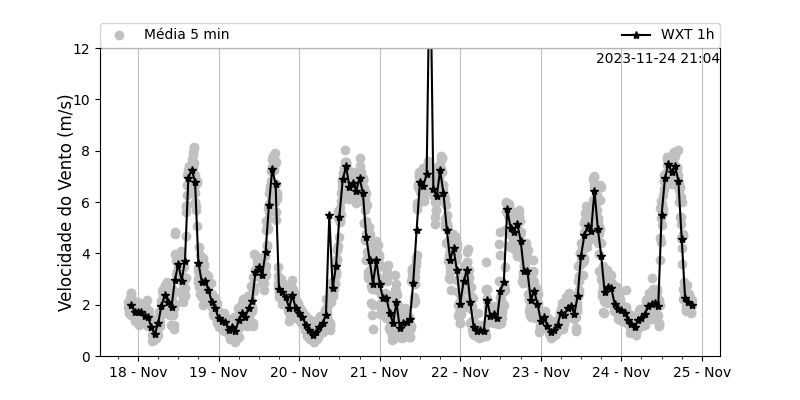 Média 5 min
WXT 1h
2023-11-24 21:04
Velocidade do Vento (m/s)
12
10
8
6
4
2
0
18 - Nov
19 - Nov
20 - Nov
21 - Nov
22 - Nov
23 - Nov
24 - Nov
25 - Nov